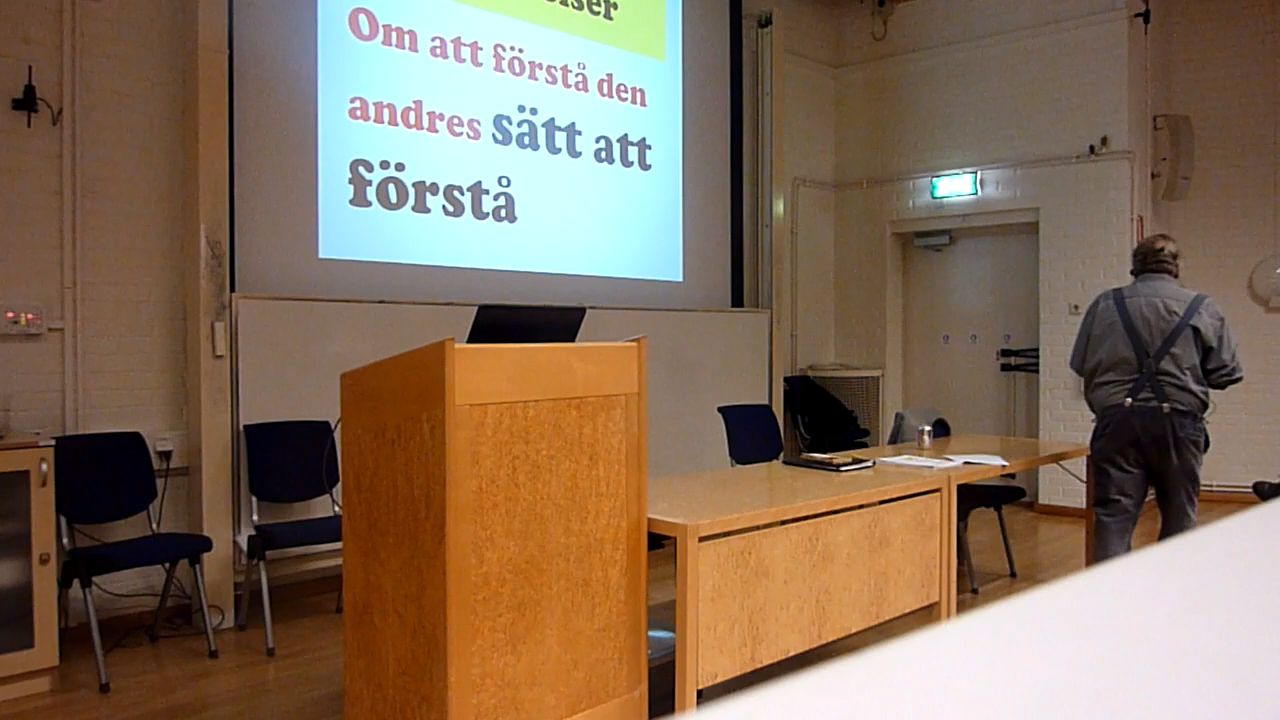 Om att förstå den
andres sätt att
förstå